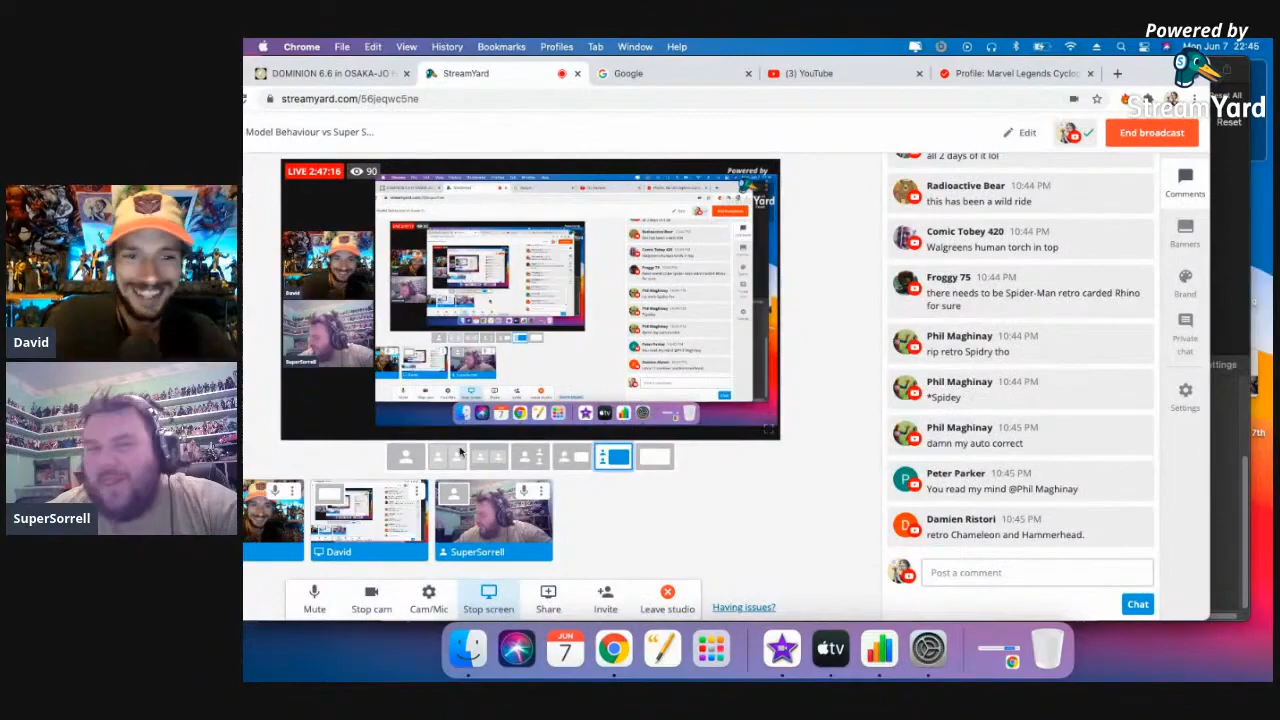 Powered by
StreamYard
Chrome File Edit View History Bookmarks Profiles Tab Window Help
Mon Jun 7 22:45
DOMINION 6.6 in OSAKA-JO
StreamYard
Google
(3) YouTube
Profile: Marvel Legends Cyclo
streamyard.com/56jeqwc5ne
Reset
Model Behaviour vs Super S...
Edit
End broadcast
LIVE 2:47:16
90
all 2 days of it lol
Radioactive Bear 10:44 PM
this has been a wild ride
Comic Tobey 420 10:44 PM
Walgreens human torch in top
Froggy 75 10:44 PM
there needs to be Spider-Man retro carded Rhino
for sure
Phil Maghinay 10:44 PM
rip retro Spidry tho
Phil Maghinay 10:44 PM
*Spidey
Phil Maghinay 10:45 PM
damn my auto correct
Peter Parker 10:45 PM
You read my mind @Phil Maghinay
Damien Ristori 10:45 PM
retro Chameleon and Hammerhead.
Post a comment
Chat
Comments
Banners
Brand
Private
chat
Settings
David
SuperSorrell
David
SuperSorrell
David
SuperSorrell
Mute
Stop cam
Cam/Mic
Stop screen
Share
Invite
Leave studio
Having issues?
JUN
7
tv